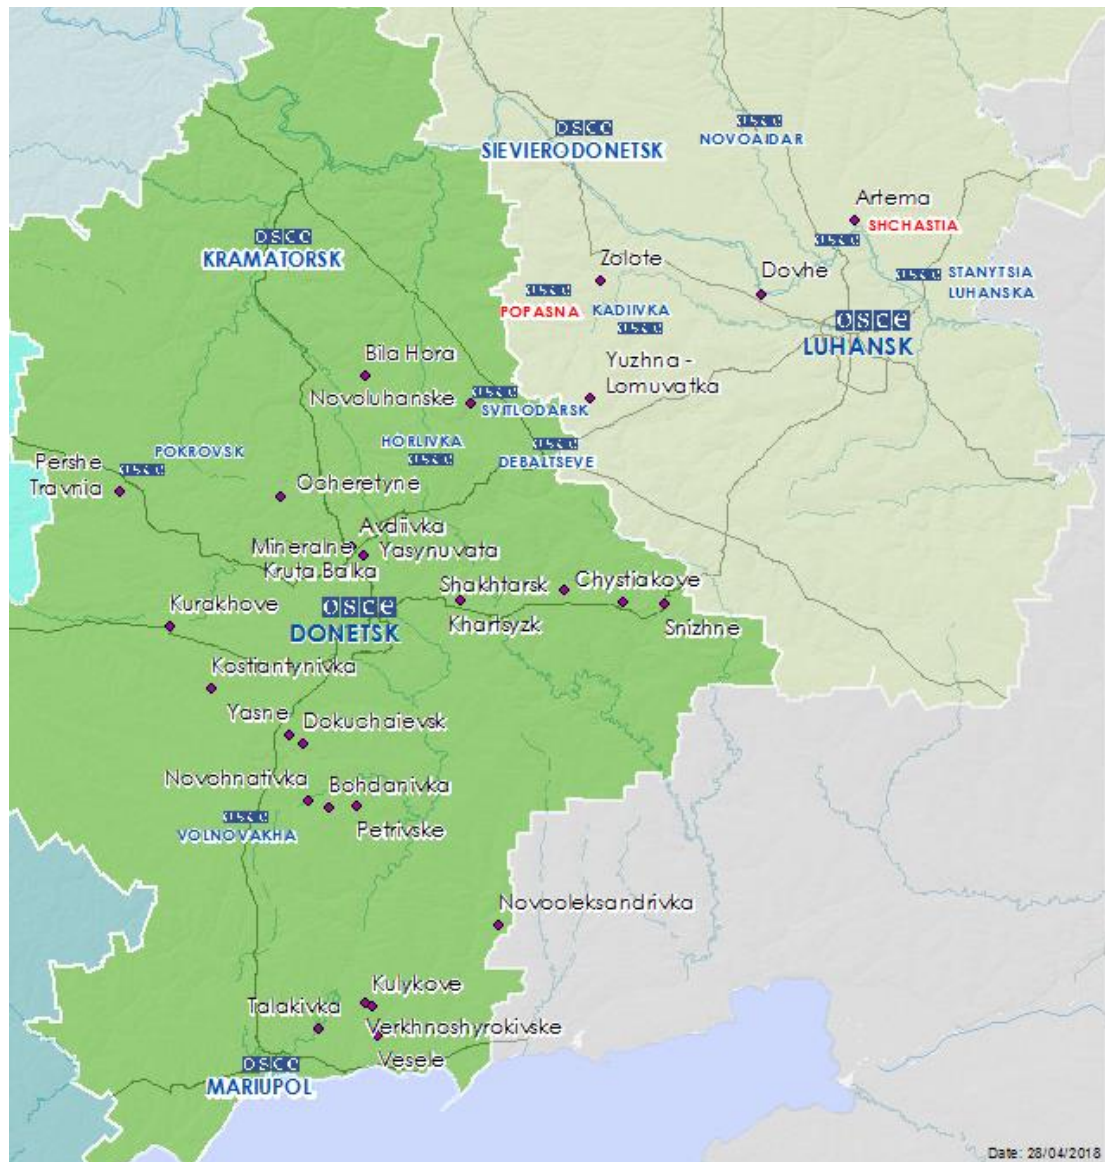 osce
NOVOAIDAR
osce
SIEVIERODONETSK
Artema
SHCHASTIA
osce
osce
KRAMATORSK
Zolote
Dovhe
osce
STANYTSIA
LUHANSKA
osce
POPASNA
KADIIVKA
osce
osce
LUHANSK
Bila Hora
Yuzhna -
Lomuvatka
Novoluhanske
osce
SVITLODARSK
HORLIVKA
osce
osce
DEBALTSEVE
POKROVSK
osce
Pershe
Travnia
Ocheretyne
Avdiivka
Mineralne
Yasynuvata
Kruta Balka
Shakhtarsk
Chystiakove
Kurakhove
osce
DONETSK
Khartsyzk
Snizhne
Kostiantynivka
Yasne
Dokuchaievsk
Novohnativka
Bohdanivka
osce
VOLNOVAKHA
Petrivske
Novooleksandrivka
Kulykove
Talakivka
Verkhnoshyrokivske
Vesele
osce
MARIUPOL
Date: 28/04/2018